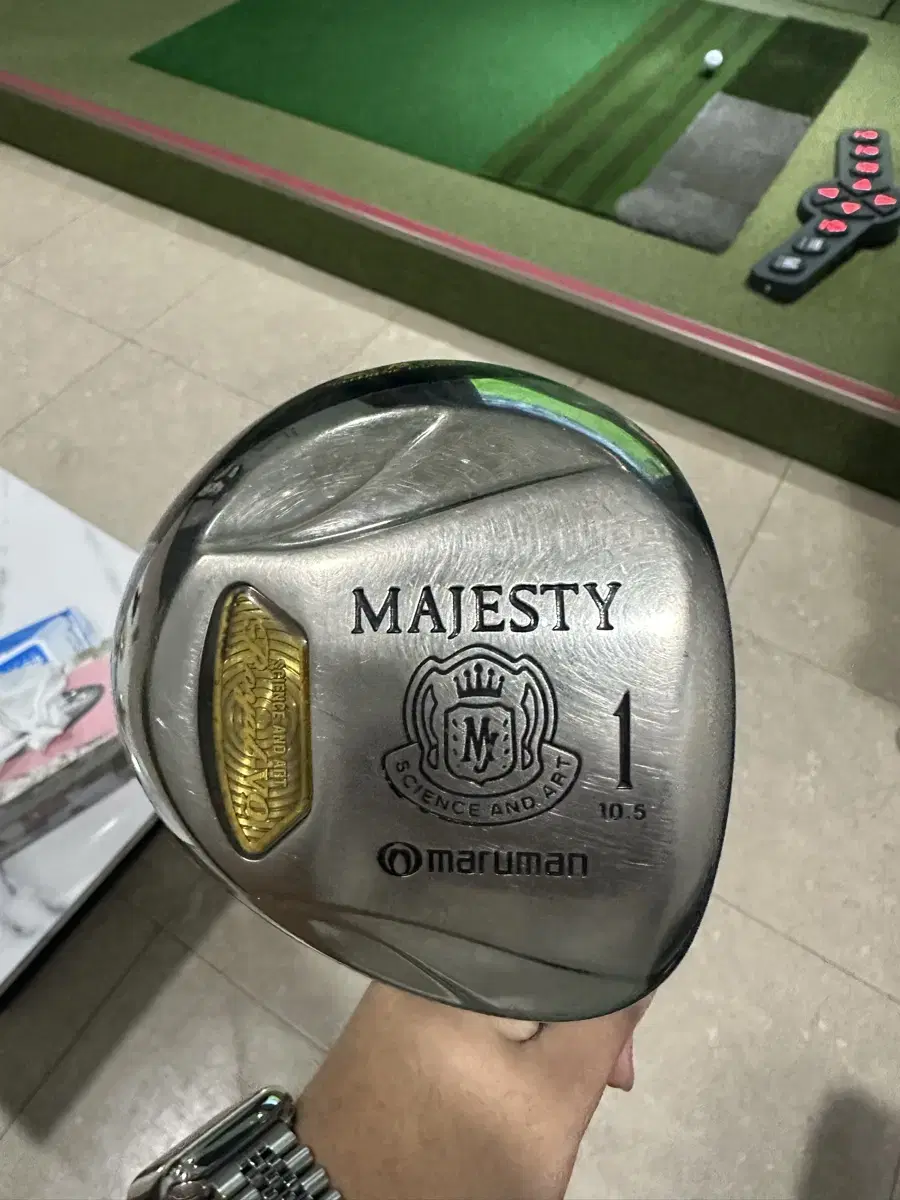 MAJESTY
MJ
SCIENCE AND ART
1
10.5
maruman
SCIENCE AND ART